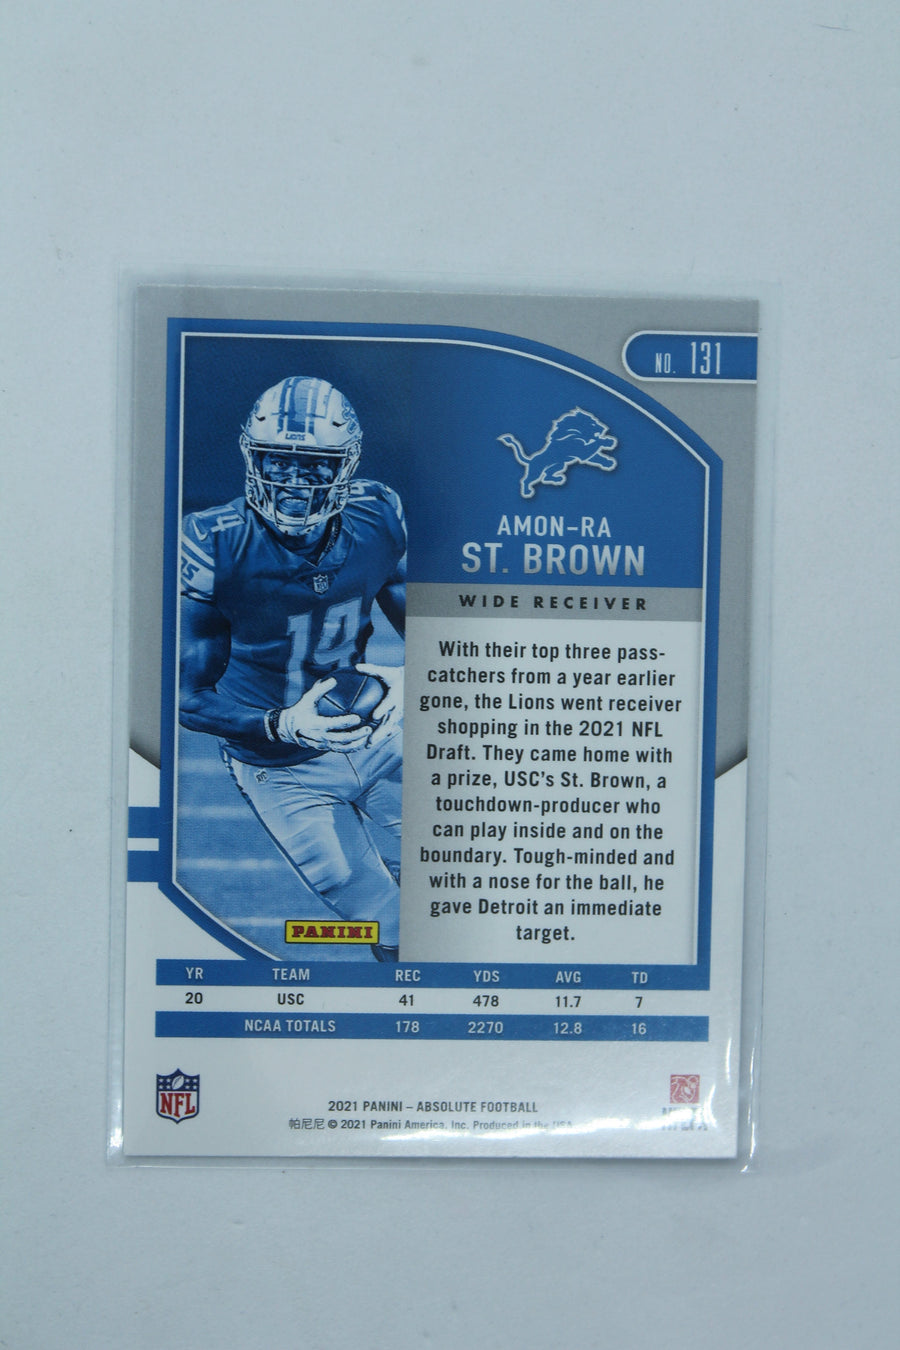 NO. 131
LIONS
14
14
AMON-RA
ST. BROWN
WIDE RECEIVER
With their top three pass-
catchers from a year earlier
gone, the Lions went receiver
shopping in the 2021 NFL
Draft. They came home with
a prize, USC's St. Brown, a
touchdown-producer who
can play inside and on the
boundary. Tough-minded and
with a nose for the ball, he
gave Detroit an immediate
target.
PANINI
YR TEAM REC YDS AVG TD
20 USC 41 478 11.7 7
NCAA TOTALS 178 2270 12.8 16
NFL
2021 PANINI – ABSOLUTE FOOTBALL
帕尼尼 © 2021 Panini America, Inc. Produced in the USA